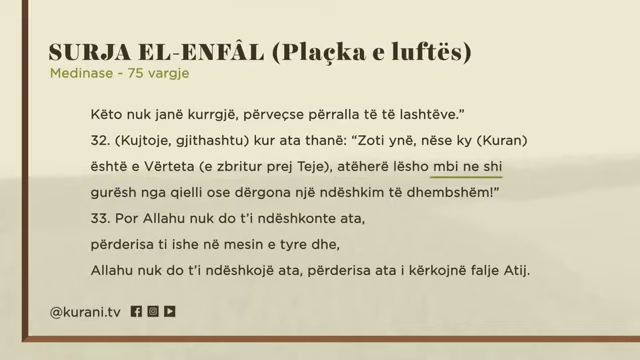 SURJA EL-ENFÂL (Plaçka e luftës)
Medinase - 75 vargje
Këto nuk janë kurrgjë, përveçse përralla të të lashtëve.”
32. (Kujtoje, gjithashtu) kur ata thanë: “Zoti ynë, nëse ky (Kuran)
është e Vërteta (e zbritur prej Teje), atëherë lësho mbi ne shi
gurësh nga qielli ose dërgona një ndëshkim të dhembshëm!”
33. Por Allahu nuk do t’i ndëshkonte ata,
përderisa ti ishe në mesin e tyre dhe,
Allahu nuk do t’i ndëshkojë ata, përderisa ata i kërkojnë falje Atij.
@kurani.tv